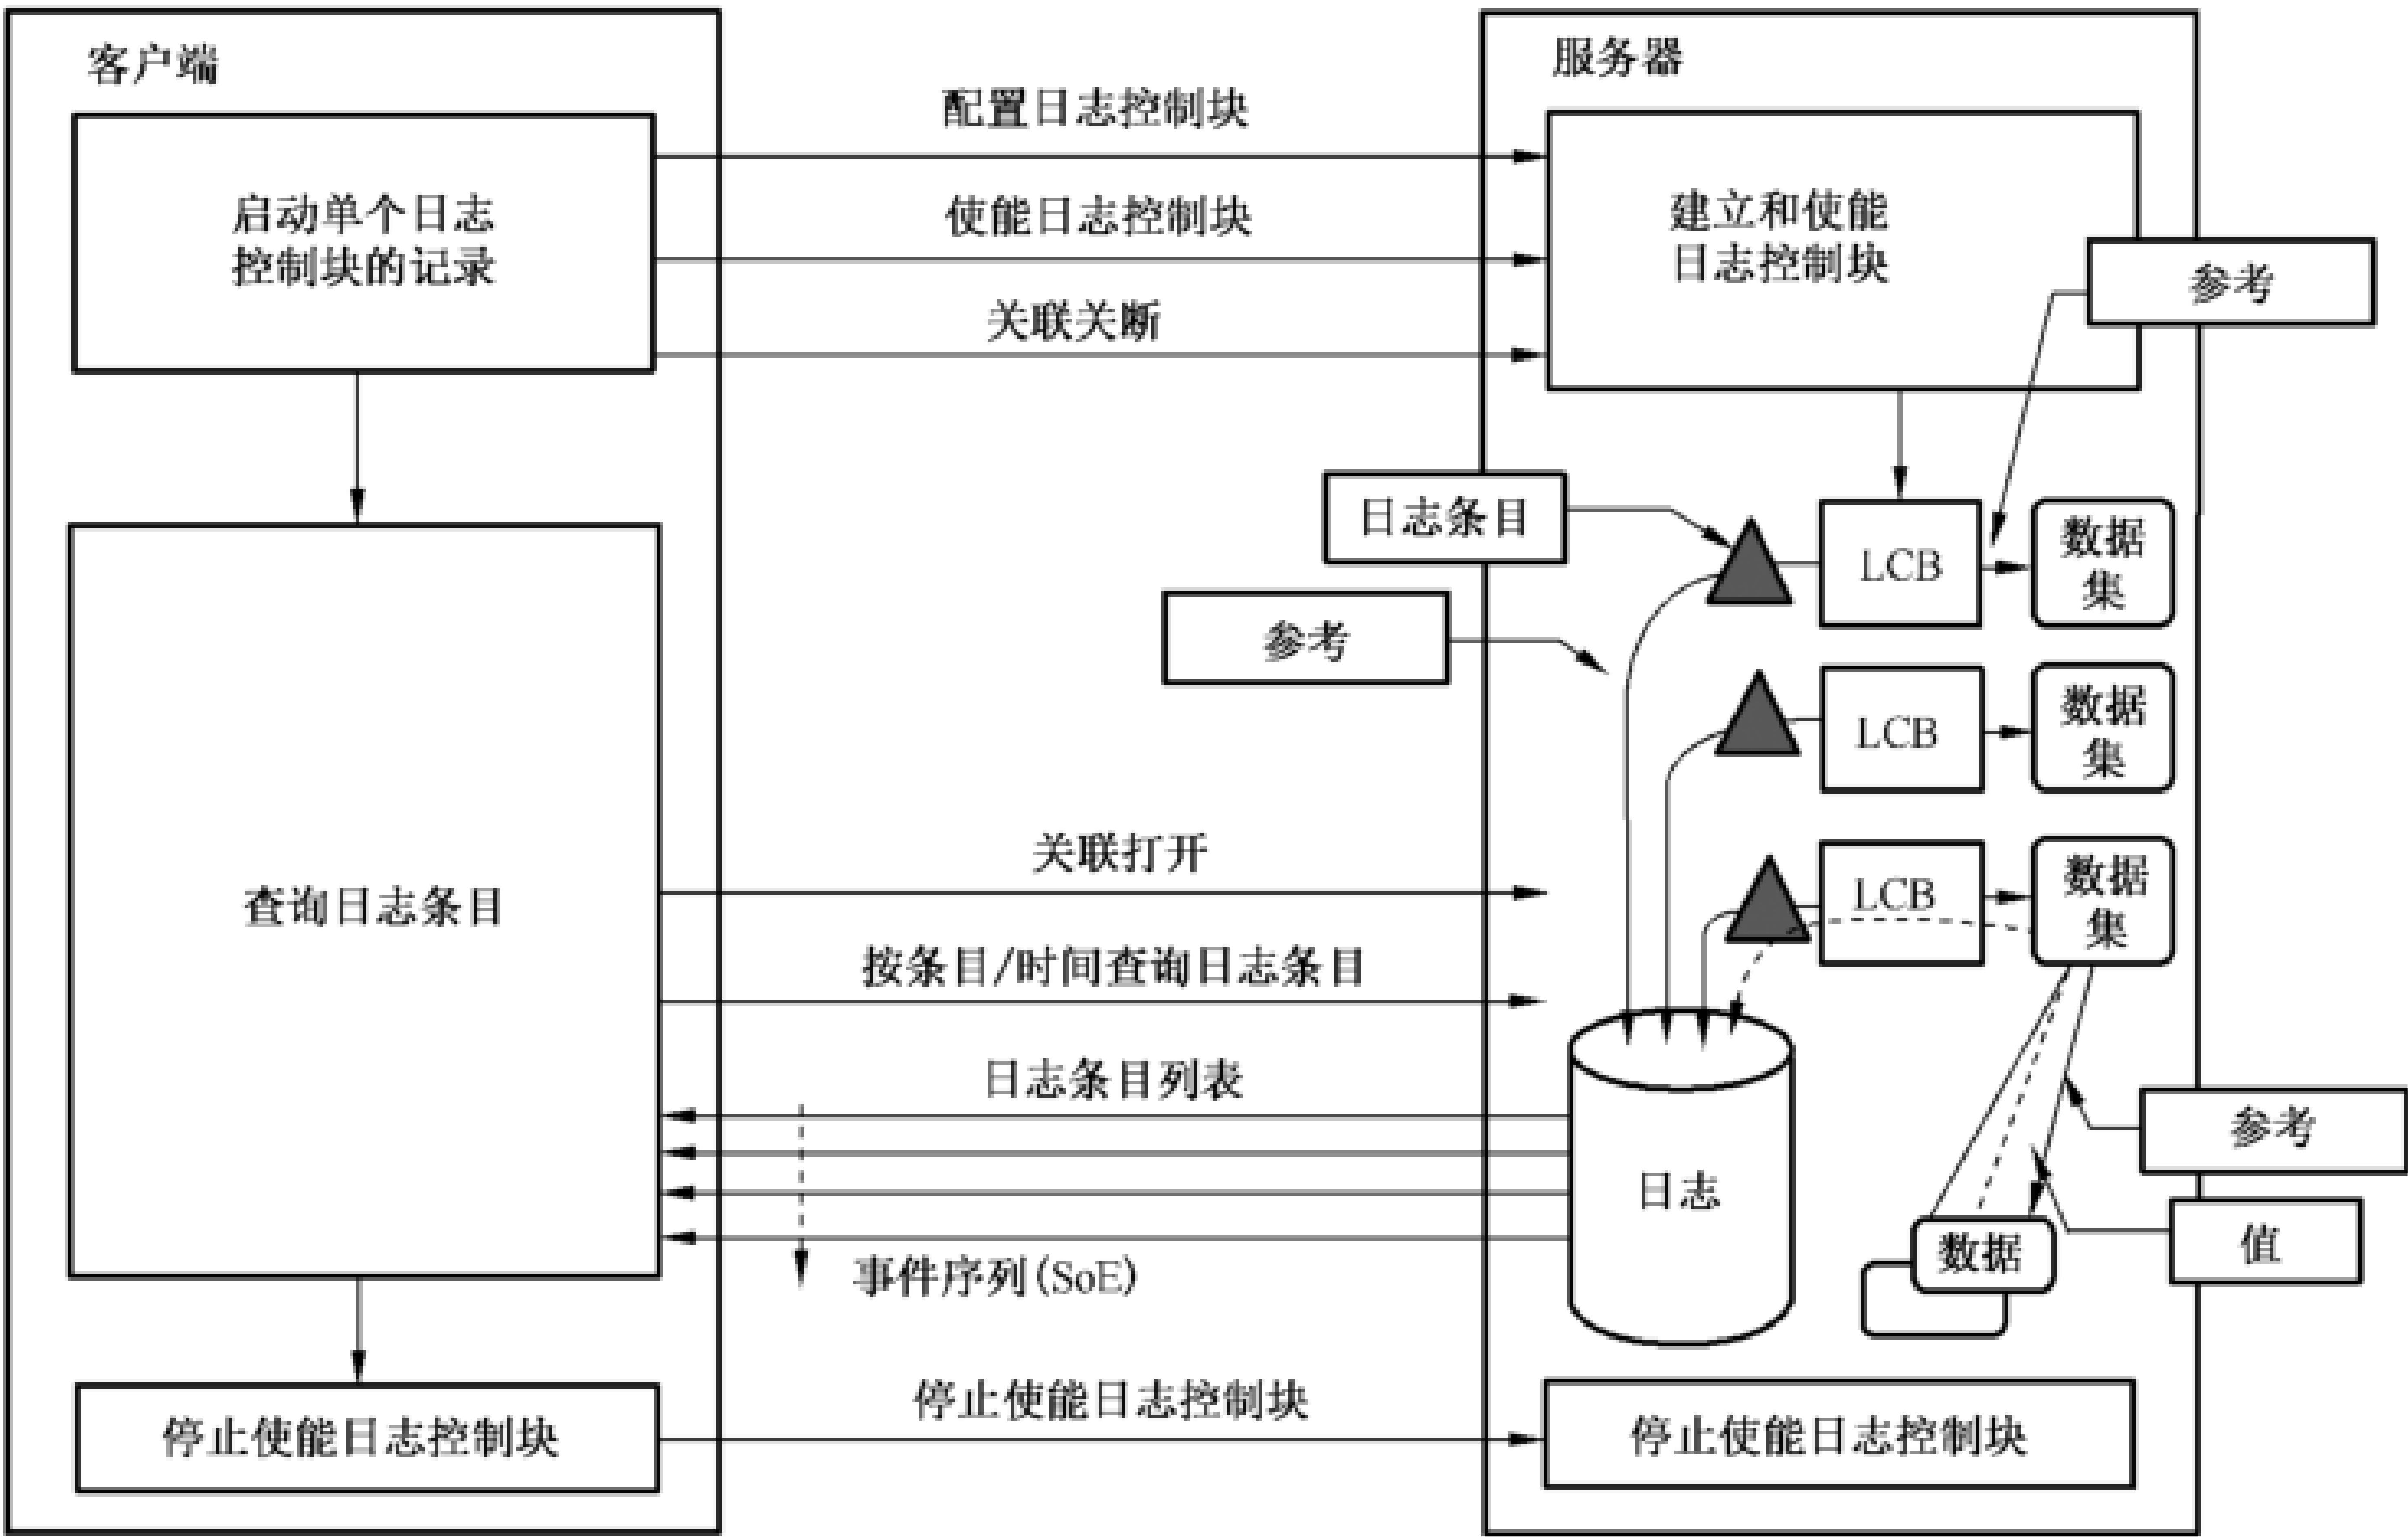 客户端
服务器
配置日志控制块
启动单个日志
控制块的记录
使能日志控制块
建立和使能
日志控制块
参考
关联关断
日志条目
LCB
数据
集
参考
LCB
数据
集
关联打开
LCB
数据
集
查询日志条目
按条目/时间查询日志条目
日志条目列表
参考
日志
值
数据
事件序列(SoE)
停止使能日志控制块
停止使能日志控制块
停止使能日志控制块